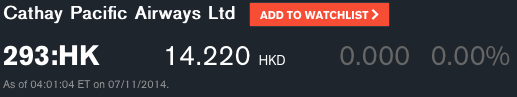 Cathay Pacific Airways Ltd ADD TO WATCHLIST >
293:HK 14.220 HKD 0.000 0.00%
As of 04:01:04 ET on 07/11/2014.